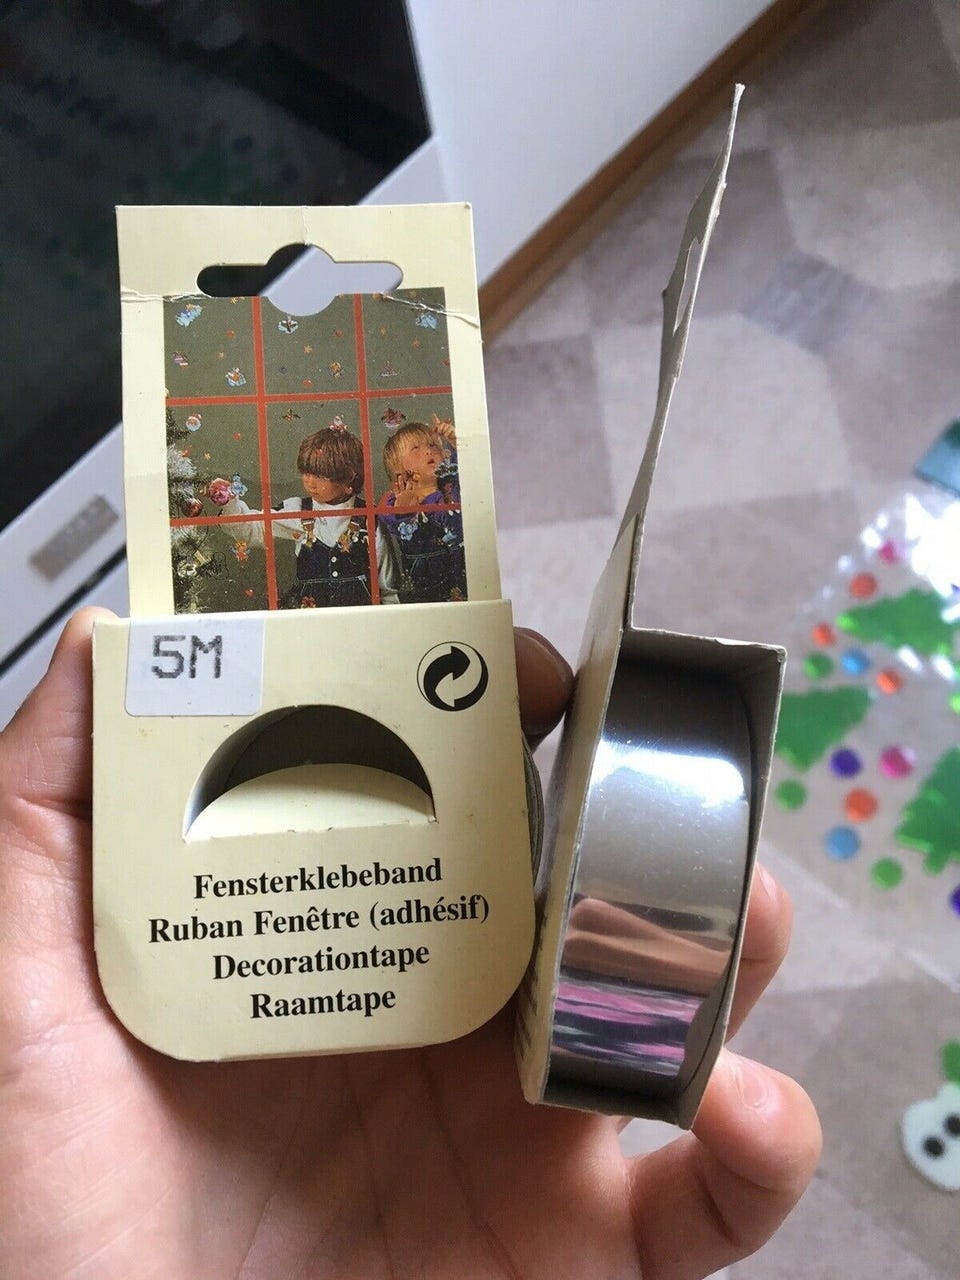 5M
Fensterklebeband
Ruban Fenêtre (adhésif)
Decorationtape
Raamtape